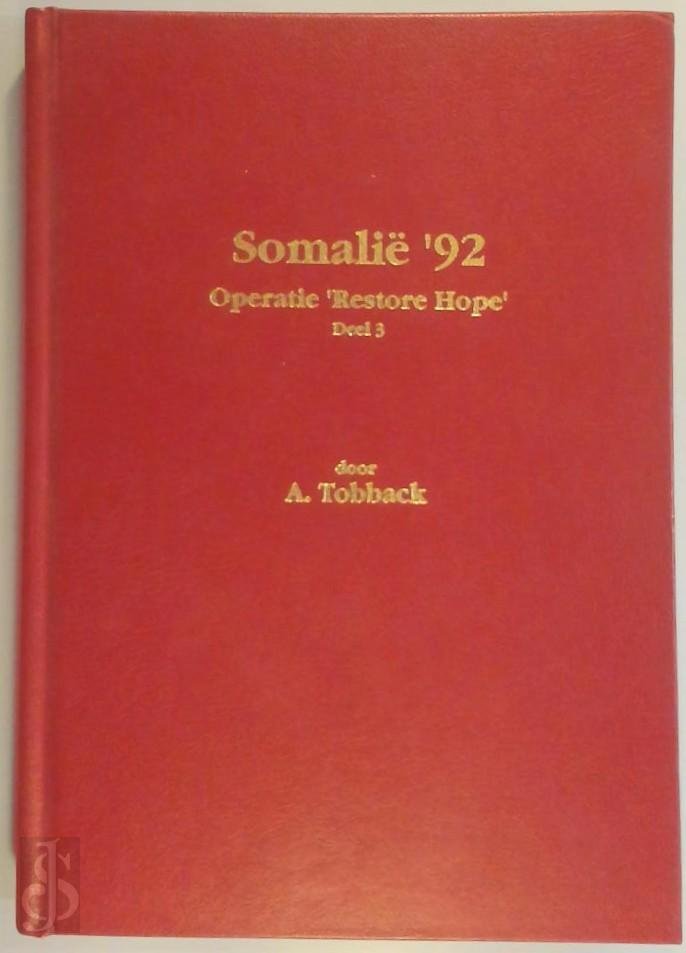 Somalië '92
Operatie 'Restore Hope'
Deel 3
door
A. Tobback